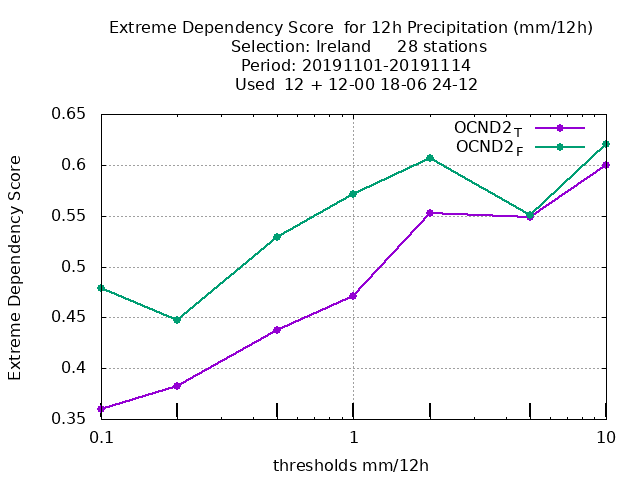 Extreme Dependency Score  for 12h Precipitation (mm/12h)
Selection: Ireland     28 stations
Period: 20191101-20191114
Used  12 + 12-00 18-06 24-12
OCND2T
OCND2F
0.65
0.6
0.55
0.5
0.45
0.4
0.35
Extreme Dependency Score
0.1 1 10
thresholds mm/12h